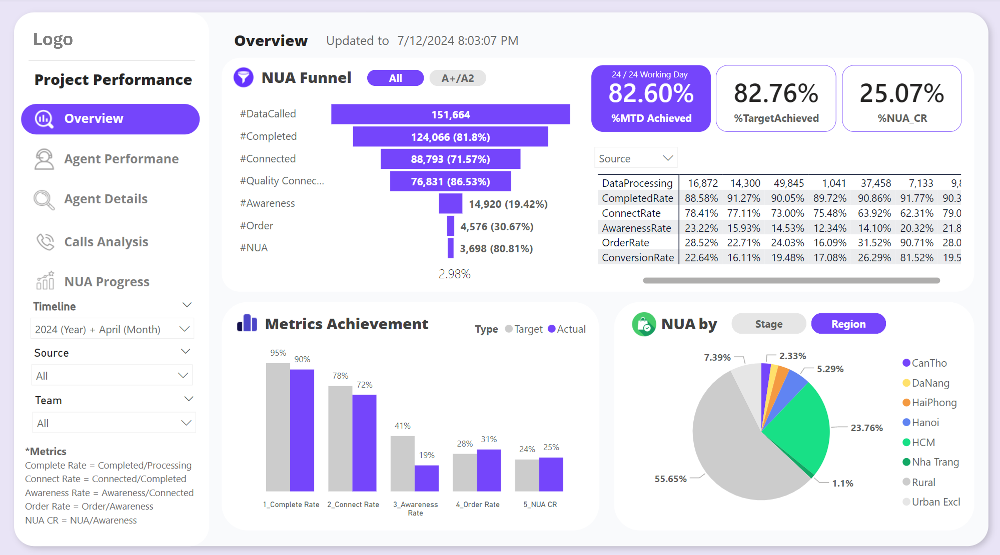 Logo
Project Performance
Overview
Agent Performane
Agent Details
Calls Analysis
NUA Progress
Timeline
2024 (Year) + April (Month)
Source
All
Team
All
*Metrics
Complete Rate = Completed/Processing
Connect Rate = Connected/Completed
Awareness Rate = Awareness/Connected
Order Rate = Order/Awareness
NUA CR = NUA/Awareness
Overview Updated to 7/12/2024 8:03:07 PM
NUA Funnel All A+/A2
#DataCalled 151,664
#Completed 124,066 (81.8%)
#Connected 88,793 (71.57%)
#Quality Connec... 76,831 (86.53%)
#Awareness 14,920 (19.42%)
#Order 4,576 (30.67%)
#NUA 3,698 (80.81%)
2.98%
24 / 24 Working Day
82.60%
%MTD Achieved
82.76%
%TargetAchieved
25.07%
%NUA_CR
Source
DataProcessing 16,872 14,300 49,845 1,041 37,458 7,133
CompletedRate 88.58% 91.27% 90.05% 89.72% 90.86% 91.77% 90.3
ConnectRate 78.41% 77.11% 73.00% 75.48% 63.92% 62.31% 79.0
AwarenessRate 23.22% 15.93% 14.53% 12.34% 14.10% 20.32% 21.8
OrderRate 28.52% 22.71% 24.03% 16.09% 31.52% 90.71% 28.0
ConversionRate 22.64% 16.11% 19.48% 17.08% 26.29% 81.52% 19.5
Metrics Achievement
Type Target Actual
95% 90%
78% 72%
41% 19%
28% 31%
24% 25%
1_Complete Rate 2_Connect Rate 3_Awareness Rate 4_Order Rate 5_NUA CR
NUA by Stage Region
7.39% 2.33%
5.29%
23.76%
55.65%
1.1%
CanTho
DaNang
HaiPhong
Hanoi
HCM
Nha Trang
Rural
Urban Excl